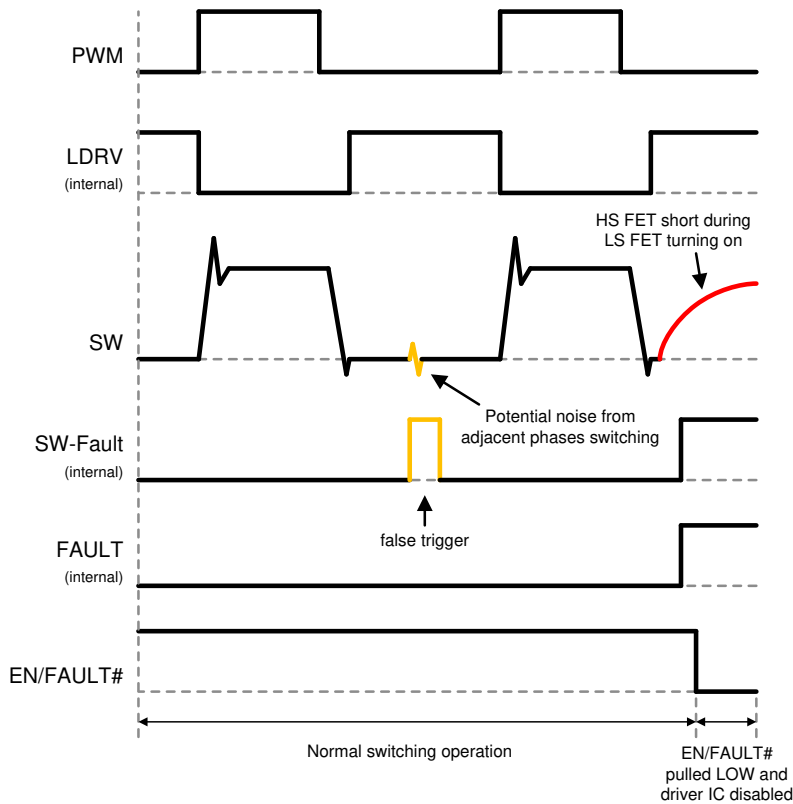 PWM
LDRV
(internal)
HS FET short during
LS FET turning on
SW
Potential noise from
adjacent phases switching
SW-Fault
(internal)
false trigger
FAULT
(internal)
EN/FAULT#
Normal switching operation
EN/FAULT#
pulled LOW and
driver IC disabled